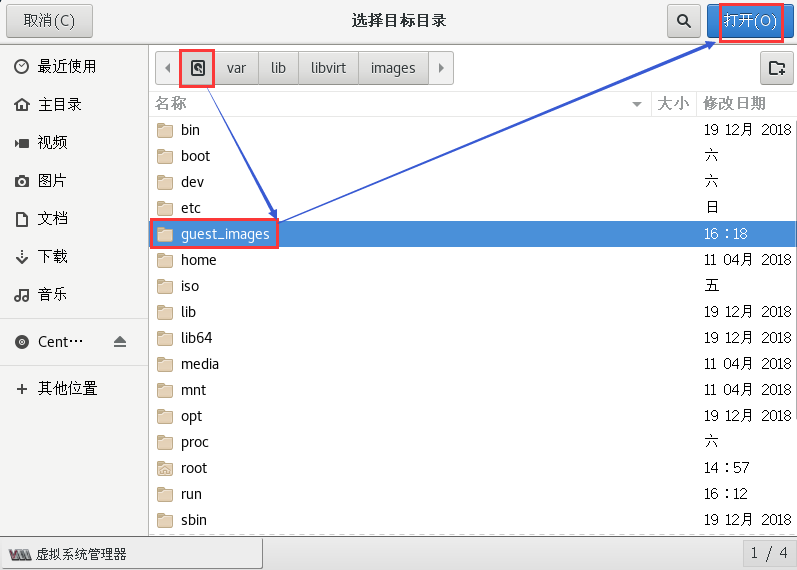 取消(C) 选择目标目录 打开(O)
var lib libvirt images
名称 大小 修改日期
最近使用
主目录
视频
图片
文档
下载
音乐
Cent···
其他位置
bin 19 12月 2018
boot 六
dev 六
etc 日
guest_images 16：18
home 11 04月 2018
iso 五
lib 19 12月 2018
lib64 19 12月 2018
media 11 04月 2018
mnt 11 04月 2018
opt 19 12月 2018
proc 六
root 14：57
run 16：12
sbin 19 12月 2018
虚拟系统管理器 1 / 4